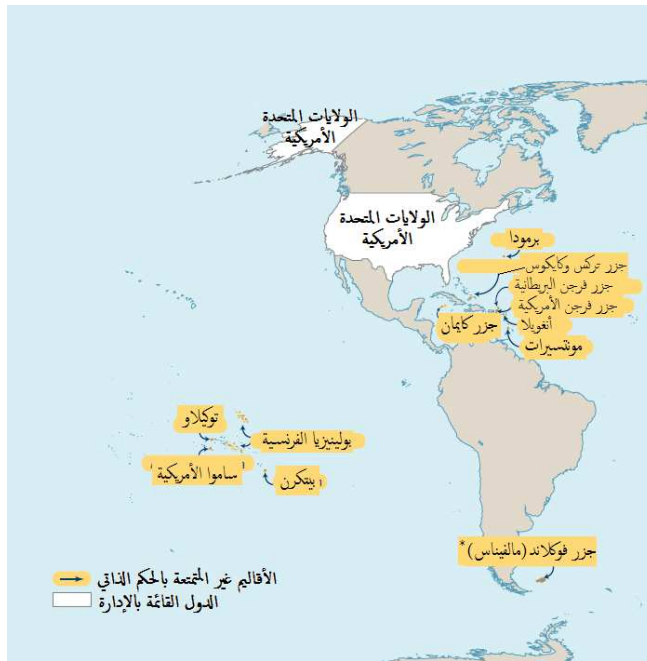 الولايات المتحدة
الأمريكية
الولايات المتحدة
الأمريكية
برمودا
جزر تركس وكايكوس
جزر فرجن البريطانية
جزر فرجن الأمريكية
أنغويلا
جزر كايمان
مونتسيرات
توكيلاو
بولينيزيا الفرنسية
ساموا الأمريكية
بيتكرن
جزر فوكلاند (مالفيناس)*
الأقاليم غير المتمتعة بالحكم الذاتي
الدول القائمة بالإدارة